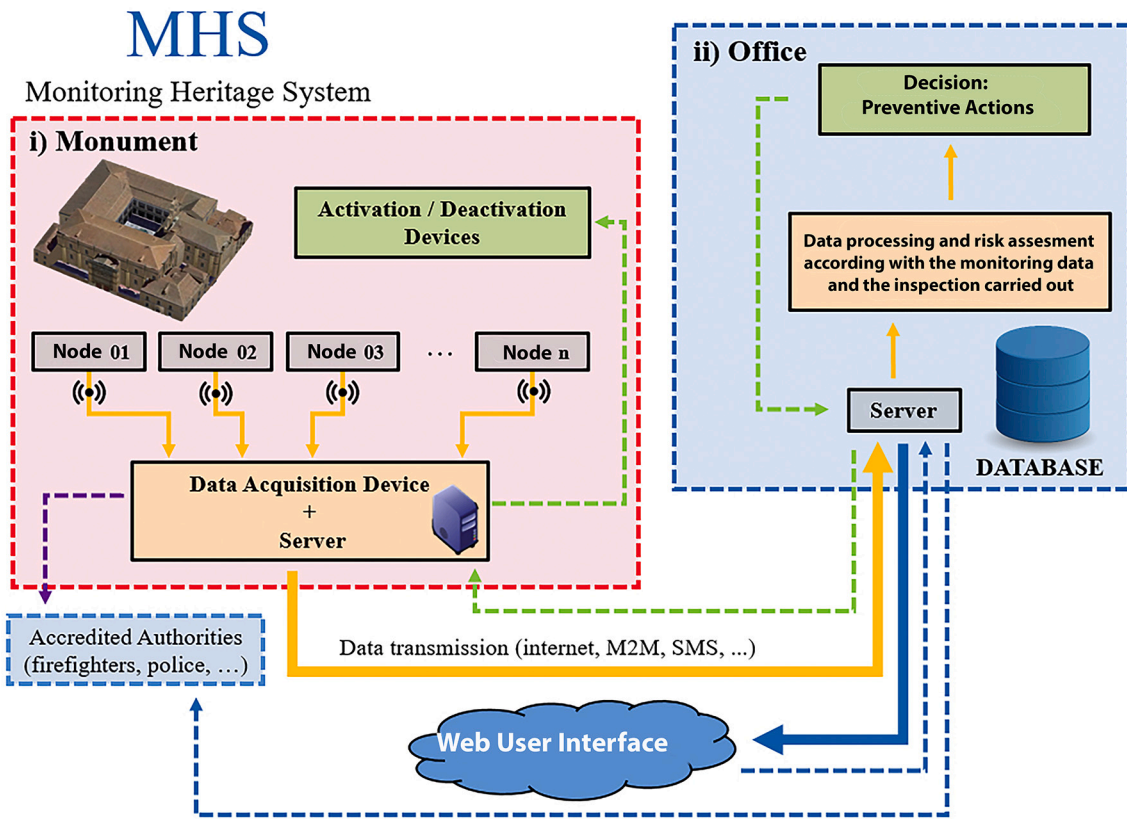 MHS
Monitoring Heritage System
i) Monument
Activation / Deactivation
Devices
Node 01
Node 02
Node 03
...
Node n
Data Acquisition Device
+
Server
Accredited Authorities
(firefighters, police, ...)
Data transmission (internet, M2M, SMS, ...)
Web User Interface
ii) Office
Decision:
Preventive Actions
Data processing and risk assesment
according with the monitoring data
and the inspection carried out
Server
DATABASE